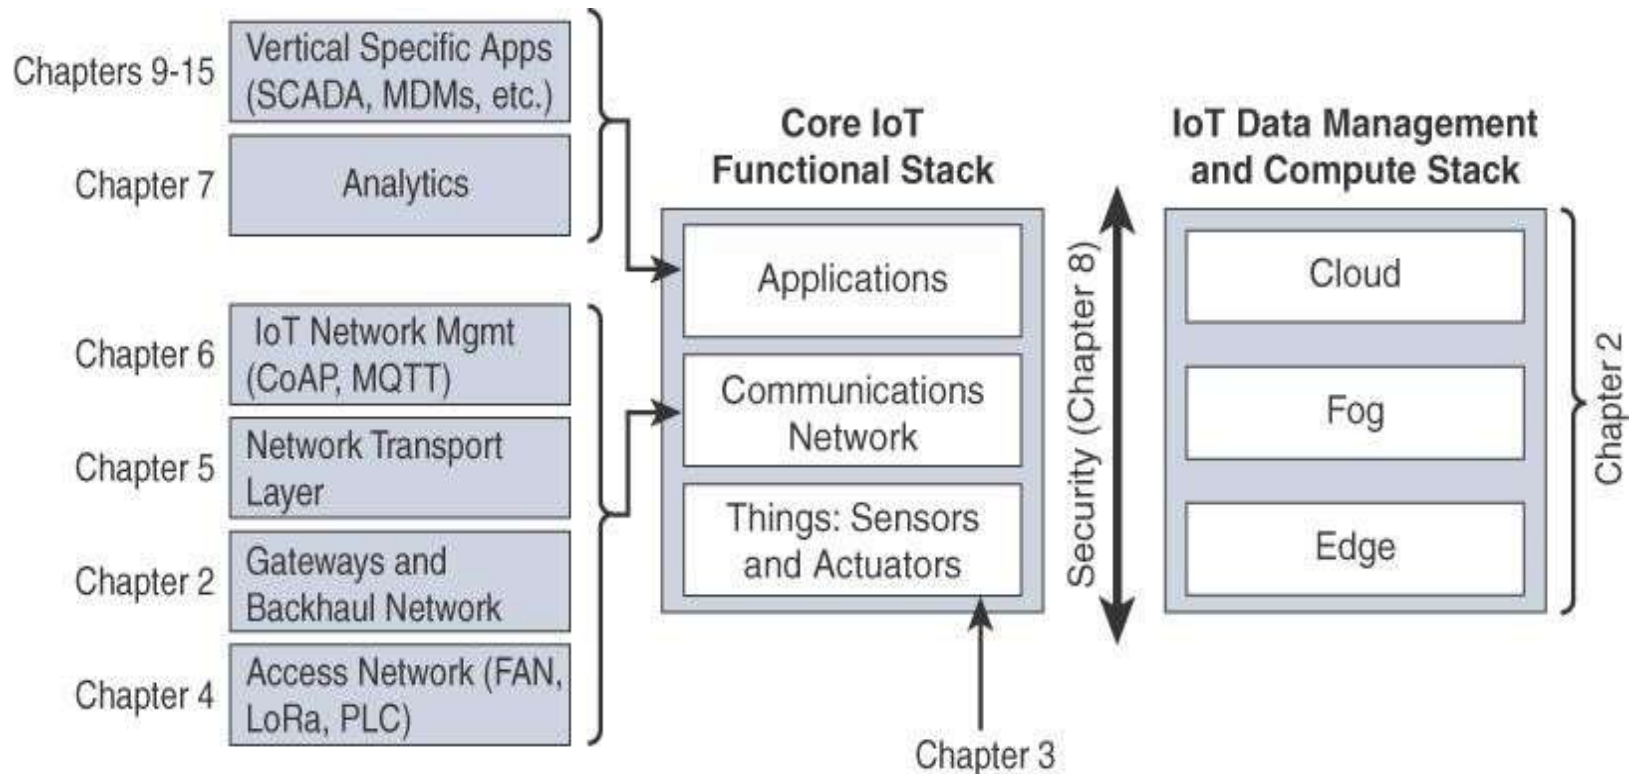 Chapters 9-15
Vertical Specific Apps
(SCADA, MDMs, etc.)
Chapter 7
Analytics
Chapter 6
IoT Network Mgmt
(CoAP, MQTT)
Chapter 5
Network Transport
Layer
Chapter 2
Gateways and
Backhaul Network
Chapter 4
Access Network (FAN,
LoRa, PLC)
Core IoT
Functional Stack
Applications
Communications
Network
Things: Sensors
and Actuators
Chapter 3
Security (Chapter 8)
IoT Data Management
and Compute Stack
Cloud
Fog
Edge
Chapter 2